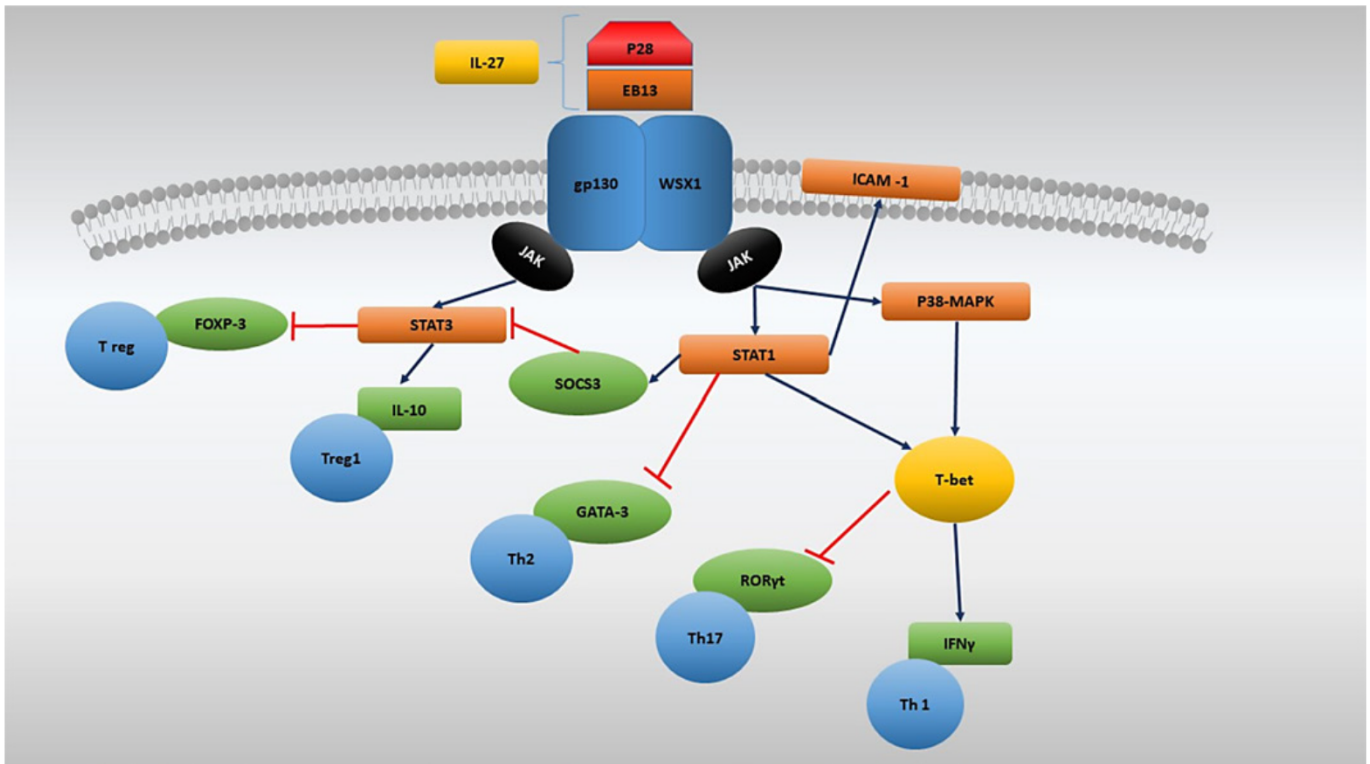 P28
IL-27
EB13
gp130
WSX1
ICAM -1
JAK
JAK
P38-MAPK
FOXP-3
STAT3
T reg
STAT1
SOCS3
IL-10
Treg1
T-bet
GATA-3
Th2
RORγt
Th17
IFNγ
Th 1